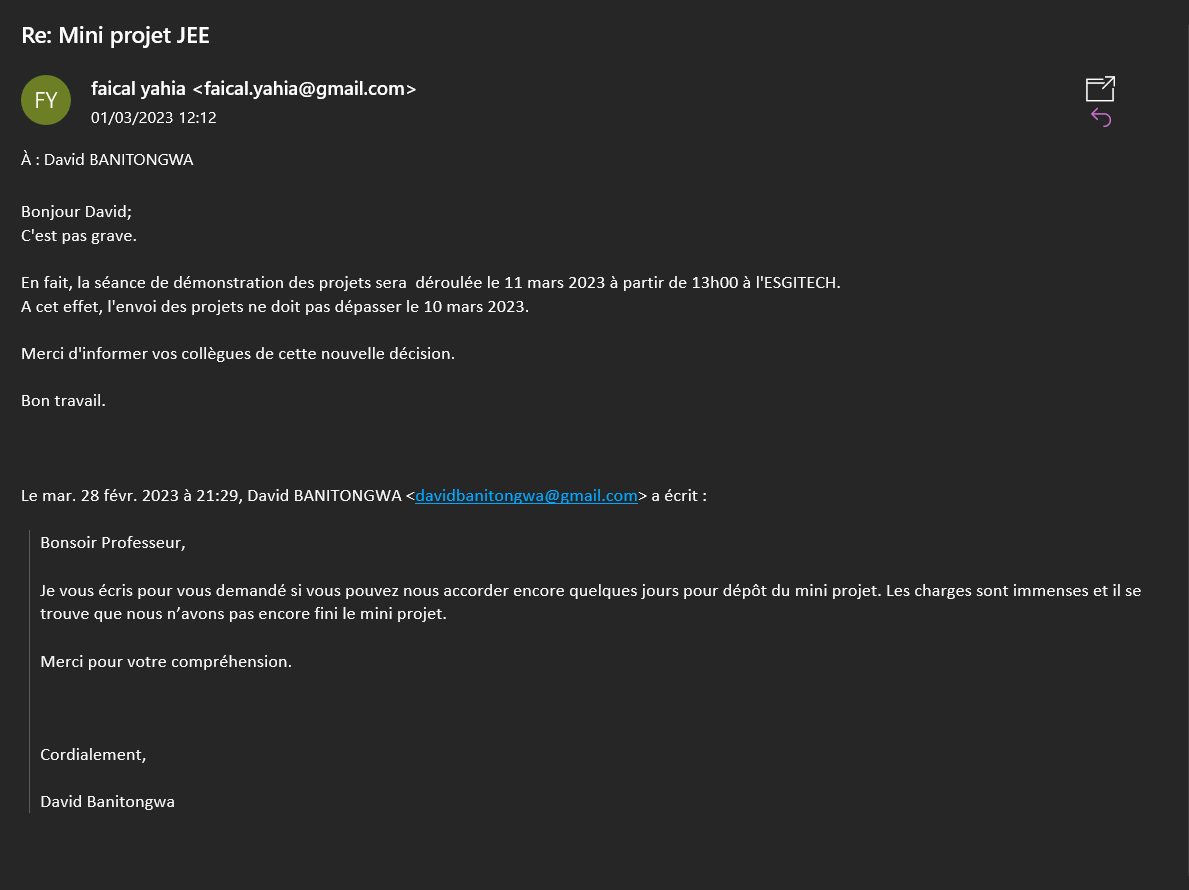 Re: Mini projet JEE
FY
faical yahia <faical.yahia@gmail.com>
01/03/2023 12:12
À : David BANITONGWA
Bonjour David;
C'est pas grave.
En fait, la séance de démonstration des projets sera  déroulée le 11 mars 2023 à partir de 13h00 à l'ESGITECH.
A cet effet, l'envoi des projets ne doit pas dépasser le 10 mars 2023.
Merci d'informer vos collègues de cette nouvelle décision.
Bon travail.
Le mar. 28 févr. 2023 à 21:29, David BANITONGWA <davidbanitongwa@gmail.com> a écrit :
Bonsoir Professeur,
Je vous écris pour vous demandé si vous pouvez nous accorder encore quelques jours pour dépôt du mini projet. Les charges sont immenses et il se
trouve que nous n’avons pas encore fini le mini projet.
Merci pour votre compréhension.
Cordialement,
David Banitongwa